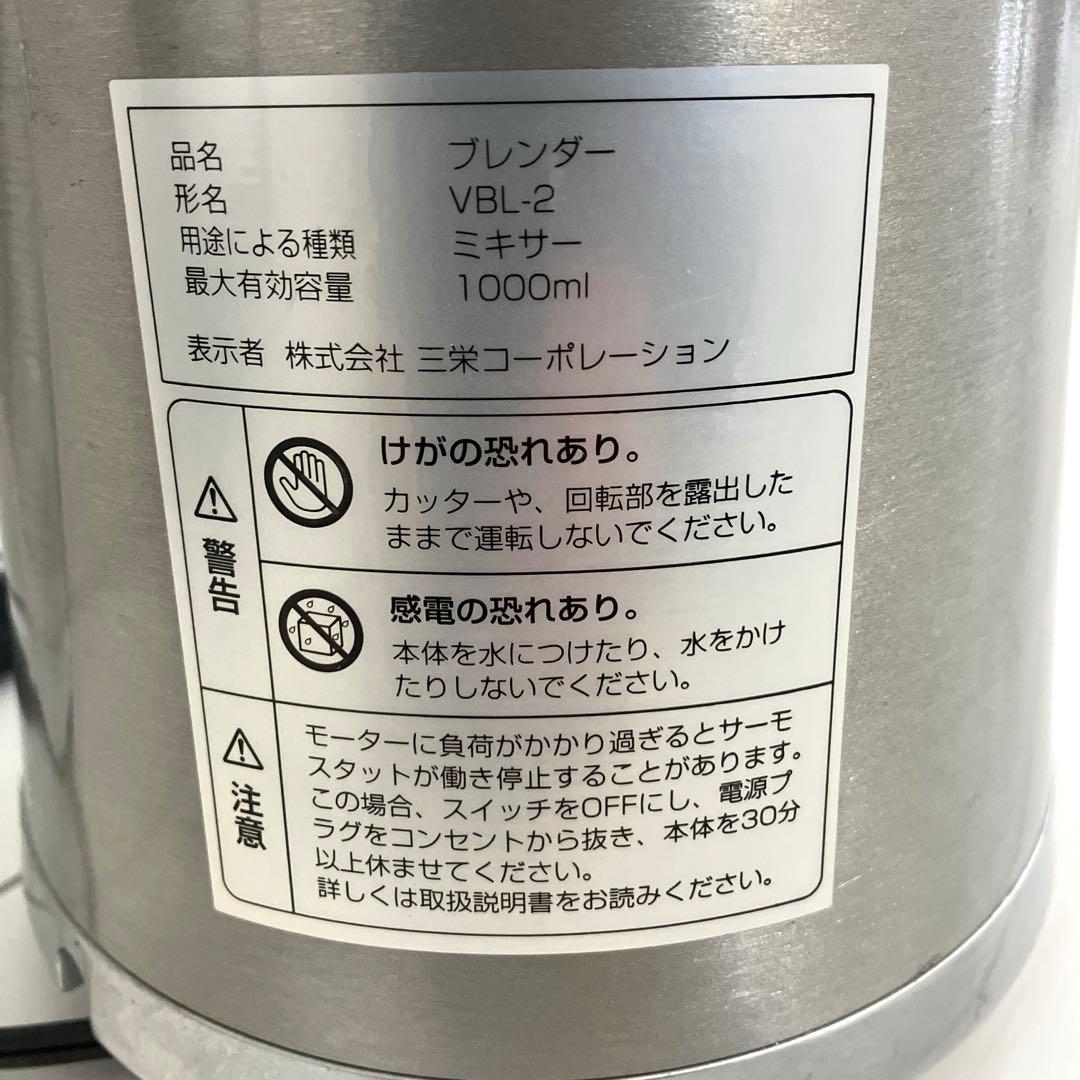 品名 ブレンダー
形名 VBL-2
用途による種類 ミキサー
最大有効容量 1000ml
表示者 株式会社 三栄コーポレーション
警告
けがの恐れあり。
カッターや、回転部を露出した
ままで運転しないでください。
感電の恐れあり。
本体を水につけたり、水をかけ
たりしないでください。
注意
モーターに負荷がかかり過ぎるとサーモ
スタットが働き停止することがあります。
この場合、スイッチをOFFにし、電源プ
ラグをコンセントから抜き、本体を30分
以上休ませてください。
詳しくは取扱説明書をお読みください。